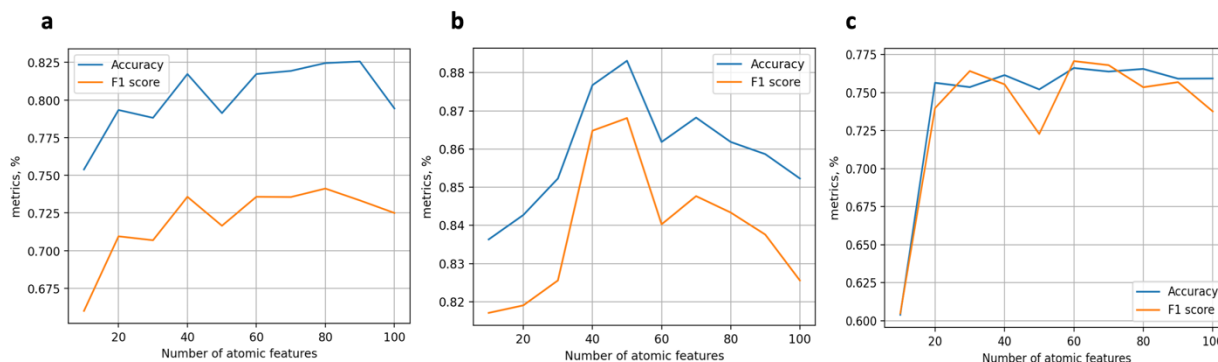 a
0.825
0.800
0.775
0.750
0.725
0.700
0.675
metrics, %
Accuracy
F1 score
20 40 60 80 100
Number of atomic features
b
0.88
0.87
0.86
0.85
0.84
0.83
0.82
metrics, %
Accuracy
F1 score
20 40 60 80 100
Number of atomic features
c
0.775
0.750
0.725
0.700
0.675
0.650
0.625
0.600
metrics, %
Accuracy
F1 score
20 40 60 80 100
Number of atomic features